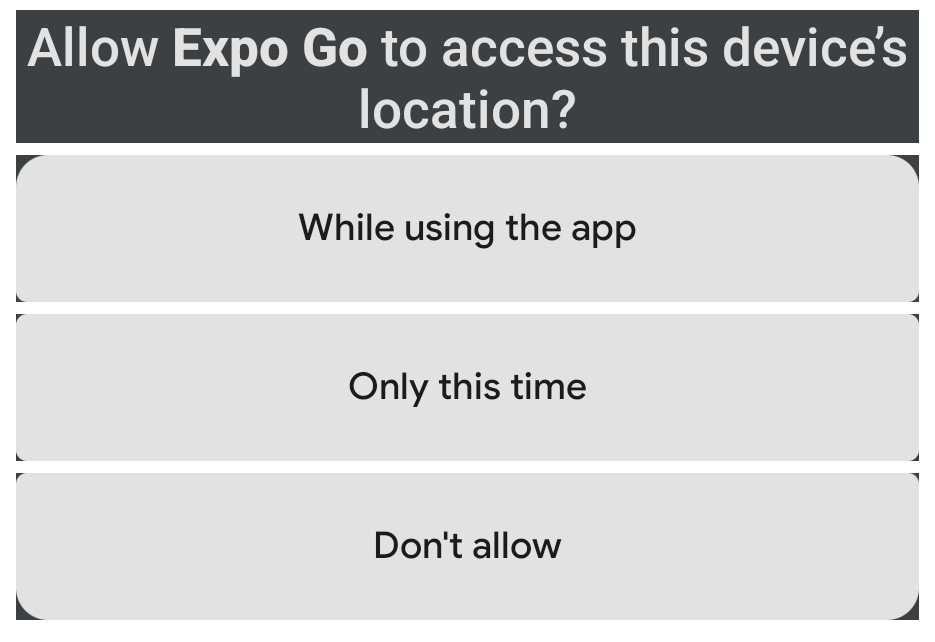 Allow Expo Go to access this device’s
location?
While using the app
Only this time
Don't allow